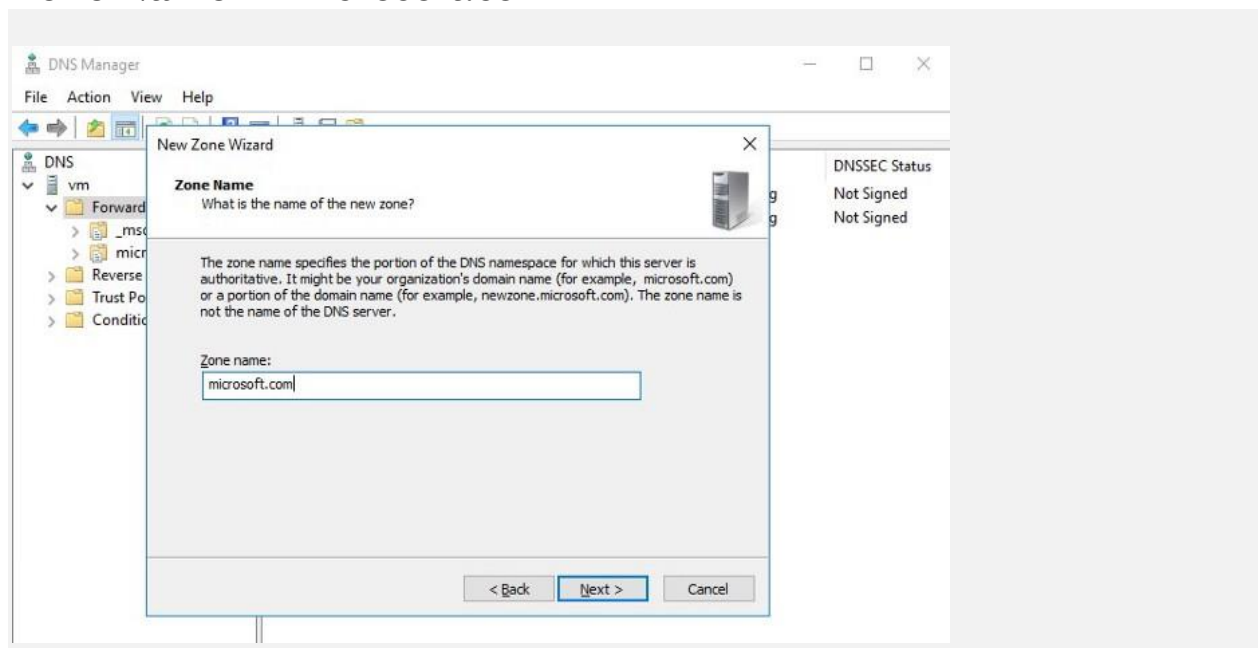 DNS Manager
File Action View Help
New Zone Wizard
DNS
vm
Forward
_msc
micr
Reverse
Trust Po
Conditic
Zone Name
What is the name of the new zone?
DNSSEC Status
g Not Signed
g Not Signed
The zone name specifies the portion of the DNS namespace for which this server is
authoritative. It might be your organization's domain name (for example, microsoft.com)
or a portion of the domain name (for example, newzone.microsoft.com). The zone name is
not the name of the DNS server.
Zone name:
microsoft.com
< Back Next > Cancel